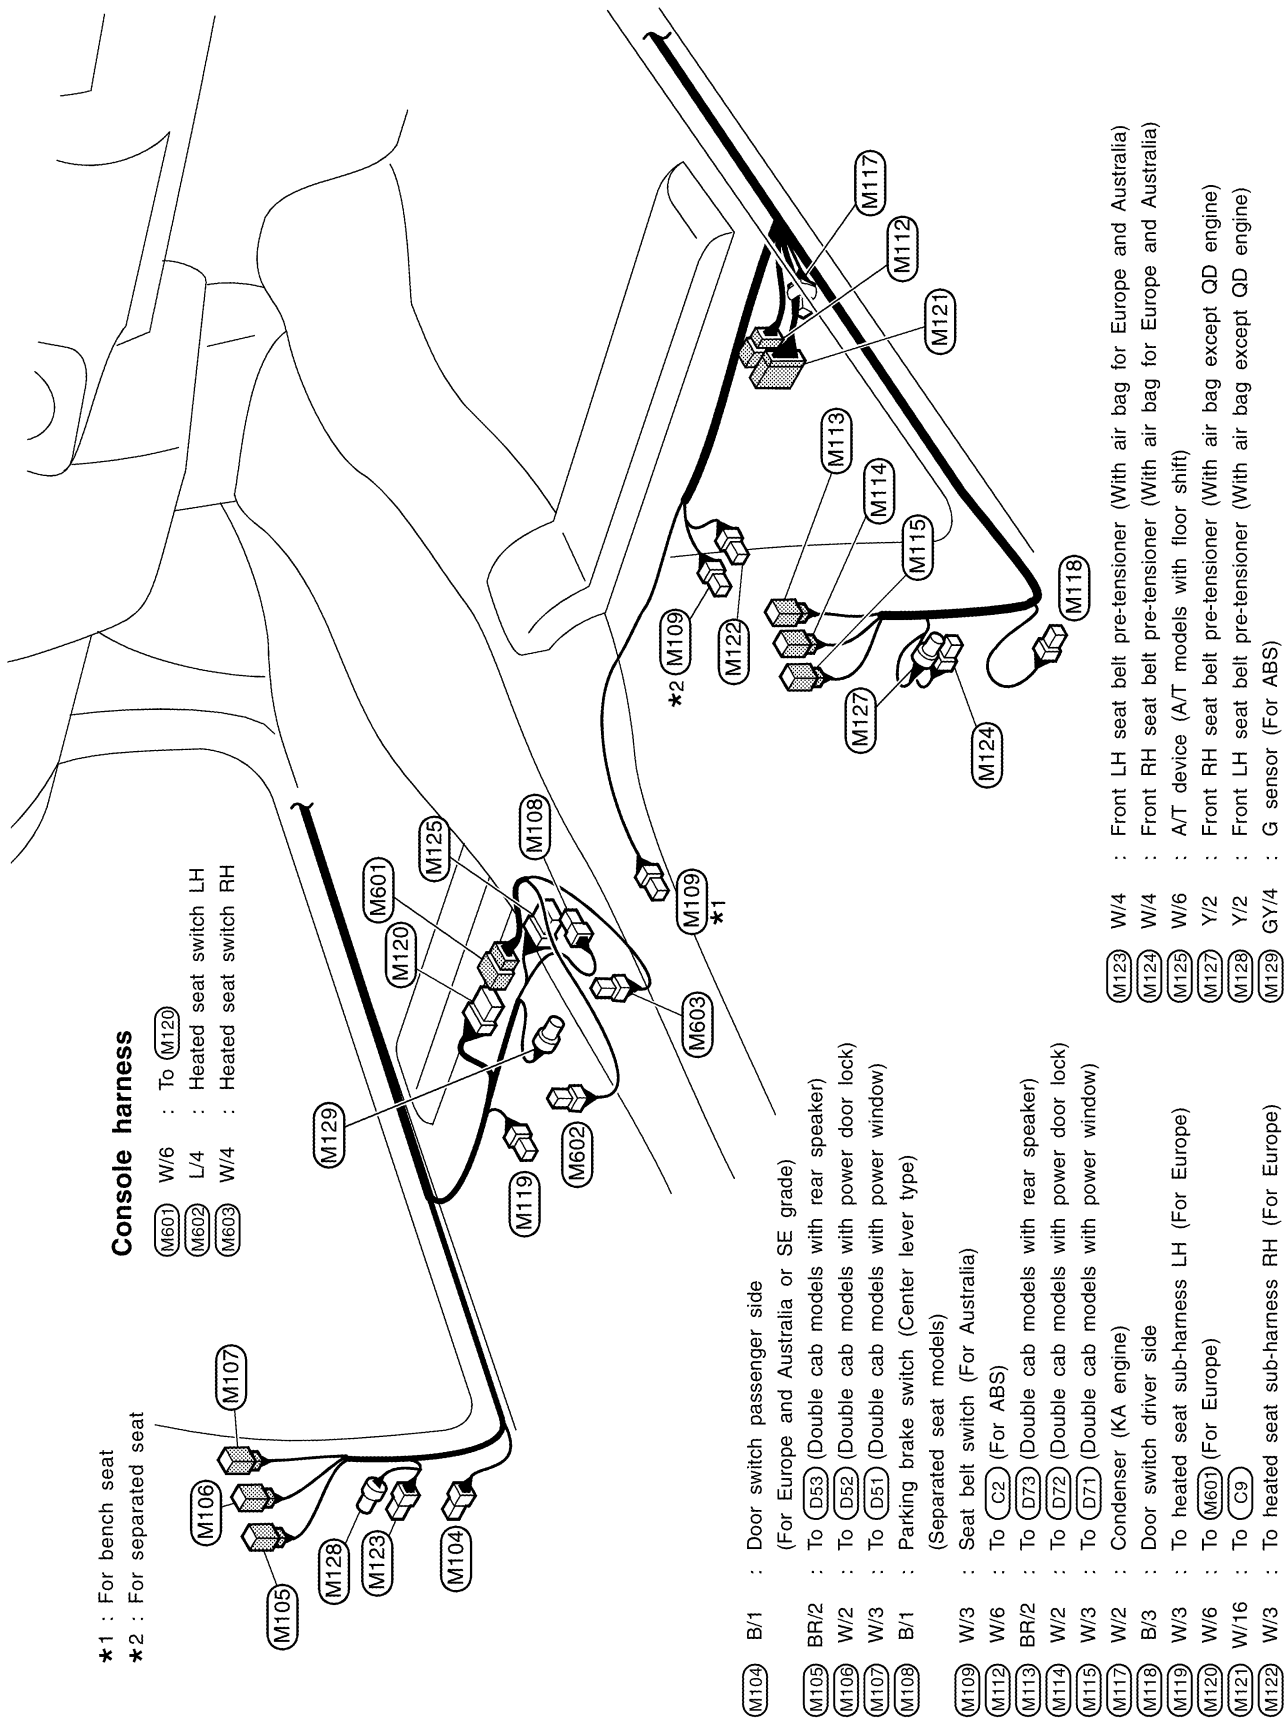 *1 : For bench seat
*2 : For separated seat
Console harness
M601 W/6 : To M120
M602 L/4 : Heated seat switch LH
M603 W/4 : Heated seat switch RH
M107
M106
M105
M128
M123
M104
M129
M119
M602
M120
M601
M125
M108
M603
M109
*1
*2 M109
M122
M113
M114
M115
M127
M124
M118
M117
M112
M121
M104 B/1 : Door switch passenger side
(For Europe and Australia or SE grade)
M105 BR/2 : To D53 (Double cab models with rear speaker)
M106 W/2 : To D52 (Double cab models with power door lock)
M107 W/3 : To D51 (Double cab models with power window)
M108 B/1 : Parking brake switch (Center lever type)
(Separated seat models)
M109 W/3 : Seat belt switch (For Australia)
M112 W/6 : To C2 (For ABS)
M113 BR/2 : To D73 (Double cab models with rear speaker)
M114 W/2 : To D72 (Double cab models with power door lock)
M115 W/3 : To D71 (Double cab models with power window)
M117 W/2 : Condenser (KA engine)
M118 B/3 : Door switch driver side
M119 W/3 : To heated seat sub-harness LH (For Europe)
M120 W/6 : To M601 (For Europe)
M121 W/16 : To C9
M122 W/3 : To heated seat sub-harness RH (For Europe)
M123 W/4 : Front LH seat belt pre-tensioner (With air bag for Europe and Australia)
M124 W/4 : Front RH seat belt pre-tensioner (With air bag for Europe and Australia)
M125 W/6 : A/T device (A/T models with floor shift)
M127 Y/2 : Front RH seat belt pre-tensioner (With air bag except QD engine)
M128 Y/2 : Front LH seat belt pre-tensioner (With air bag except QD engine)
M129 GY/4 : G sensor (For ABS)